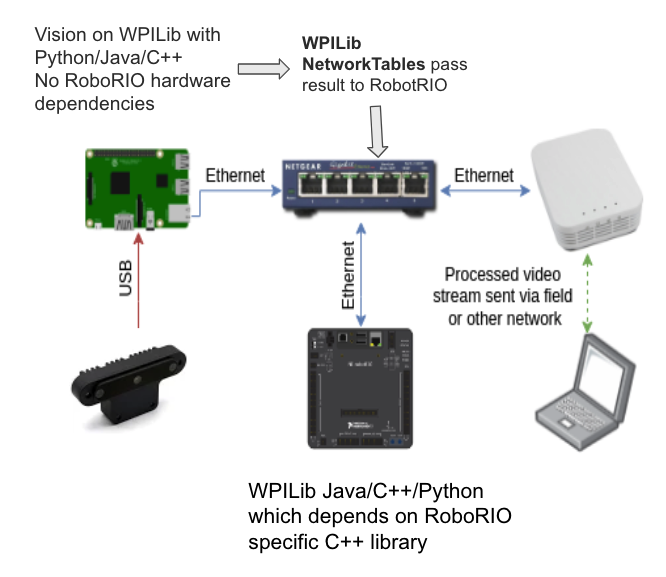 Vision on WPILib with
Python/Java/C++
No RoboRIO hardware
dependencies
WPILib
NetworkTables pass
result to RobotRIO
Ethernet
NETGEAR
Ethernet
USB
Ethernet
Processed video
stream sent via field
or other network
WPILib Java/C++/Python
which depends on RoboRIO
specific C++ library